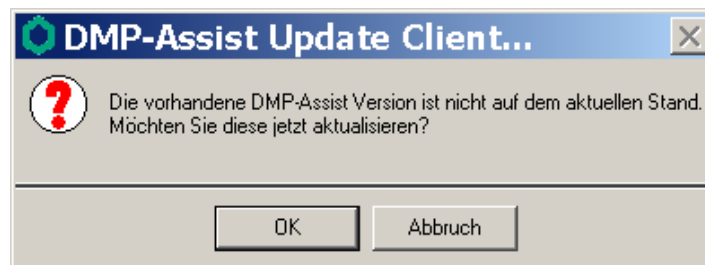 DMP-Assist Update Client...
Die vorhandene DMP-Assist Version ist nicht auf dem aktuellen Stand.
Möchten Sie diese jetzt aktualisieren?
OK
Abbruch